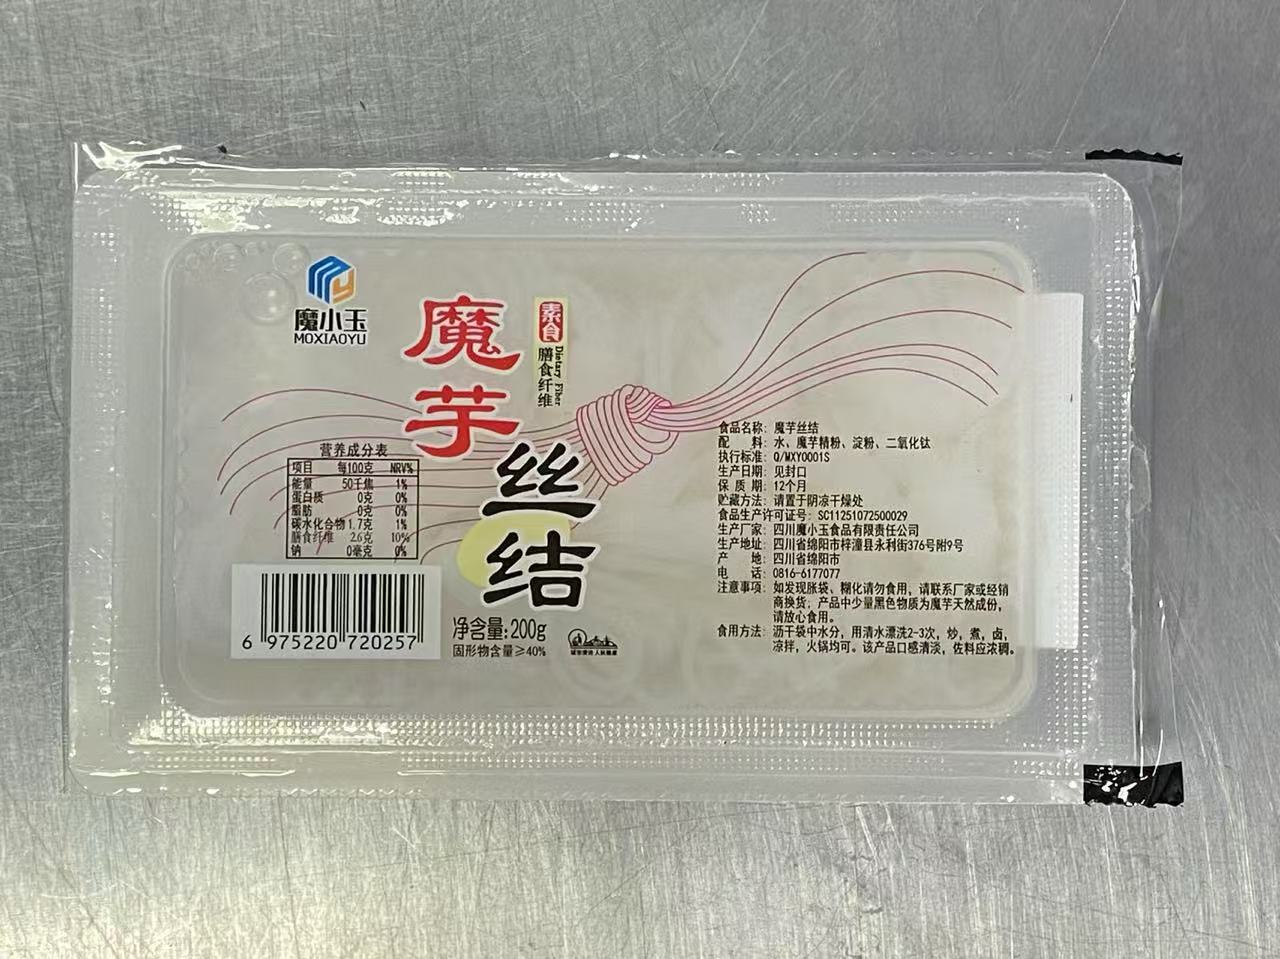 魔小玉
MOXIAOYU
魔芋
丝结
素食
膳食纤维
Dietary Fiber
营养成分表
项目 每100克 NRV%
能量 50千焦 1%
蛋白质 0克 0%
脂肪 0克 0%
碳水化合物 1.7克 1%
膳食纤维 2.6克 10%
钠 0毫克 0%
6 975220 720257
净含量: 200g
固形物含量≥40%
食品名称: 魔芋丝结
配 料: 水、魔芋精粉、淀粉、二氧化钛
执行标准: Q/MXY0001S
生产日期: 见封口
保 质 期: 12个月
贮藏方法: 请置于阴凉干燥处
食品生产许可证号: SC11251072500029
生产厂家: 四川魔小玉食品有限责任公司
生产地址: 四川省绵阳市梓潼县永利街376号附9号
产 地: 四川省绵阳市
电 话: 0816-6177077
注意事项: 如发现胀袋、糊化请勿食用, 请联系厂家或经销
商换货; 产品中少量黑色物质为魔芋天然成份,
请放心食用。
食用方法: 沥干袋中水分, 用清水漂洗2-3次, 炒, 煮, 卤,
凉拌, 火锅均可。该产品口感清淡, 佐料应浓稠。